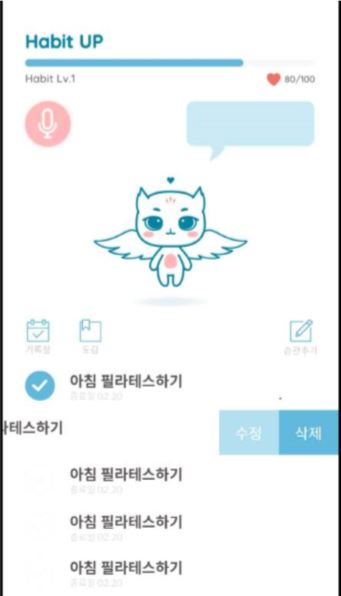 Habit UP
Habit Lv.1
80/100
기록장
도감
습관추가
아침 필라테스하기
종료일 02.20
라테스하기
수정
삭제
아침 필라테스하기
종료일 02.20
아침 필라테스하기
종료일 02.20
아침 필라테스하기
종료일 02.20